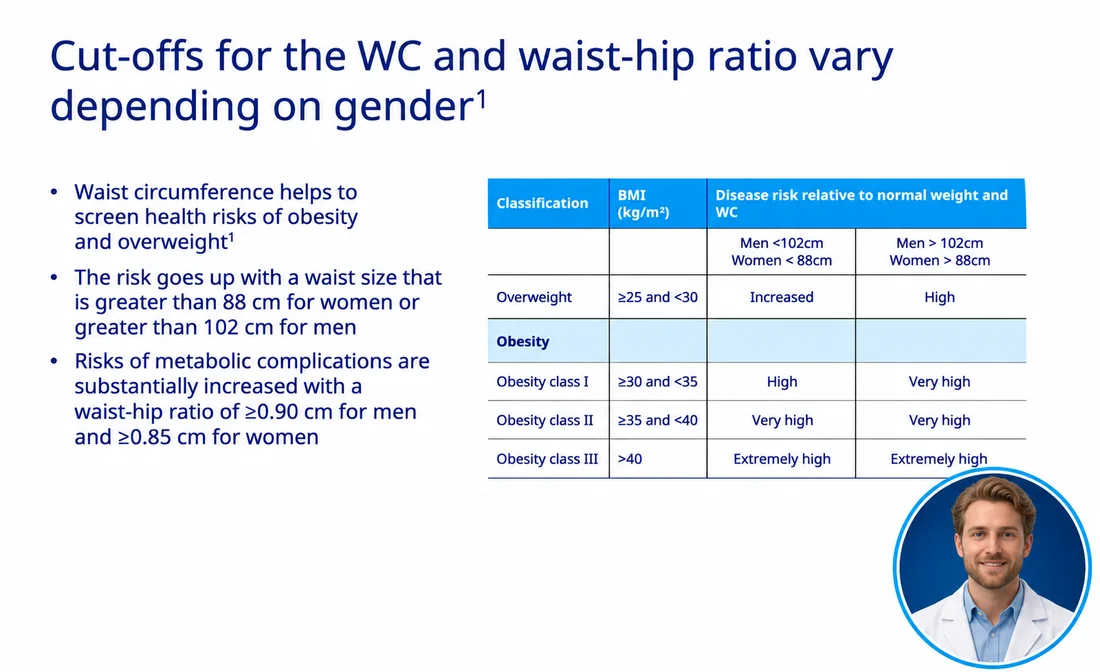 Cut-offs for the WC and waist-hip ratio vary
depending on gender¹
• Waist circumference helps to
screen health risks of obesity
and overweight¹
• The risk goes up with a waist size that
is greater than 88 cm for women or
greater than 102 cm for men
• Risks of metabolic complications are
substantially increased with a
waist-hip ratio of ≥0.90 cm for men
and ≥0.85 cm for women
Classification BMI (kg/m²) Disease risk relative to normal weight and
WC
Men <102cm Men > 102cm
Women < 88cm Women > 88cm
Overweight ≥25 and <30 Increased High
Obesity
Obesity class I ≥30 and <35 High Very high
Obesity class II ≥35 and <40 Very high Very high
Obesity class III >40 Extremely high Extremely high